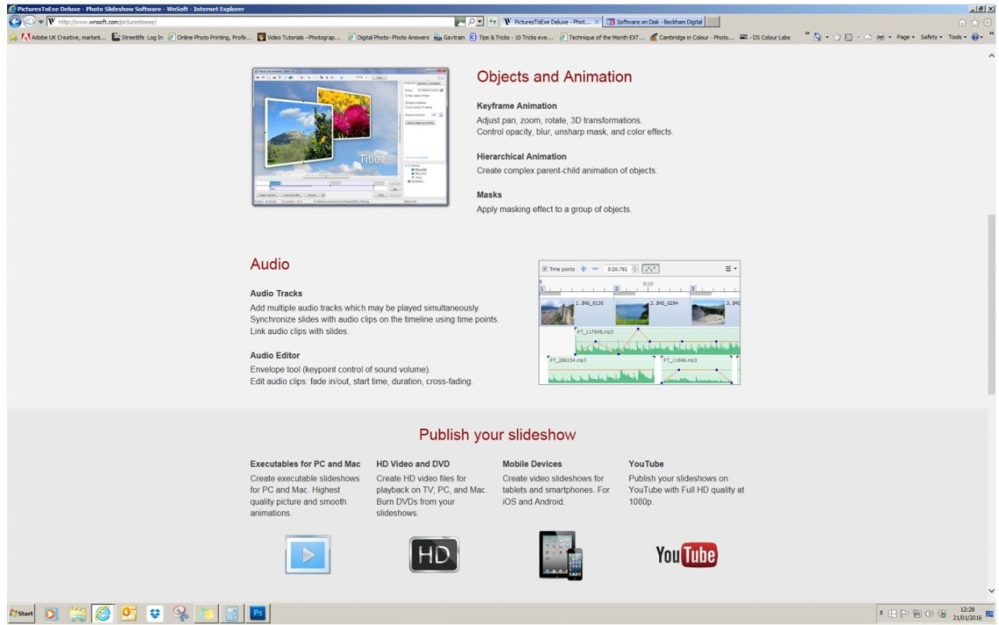 PicturesToExe Deluxe - Photo Slideshow Software - WnSoft - Internet Explorer
http://www.wnsoft.com/picturestoexe/
PicturesToExe Deluxe - Phot...
Software on Disk - Beckham Digital
Adobe UK Creative, marketi...
Streetlife Log In
Online Photo Printing, Profe...
Video Tutorials - Photograp...
Digital Photo- Photo Answers
Gavtrain
Tips & Tricks - 10 Tricks eve...
Technique of the Month EXT...
Cambridge in Colour - Photo...
- DS Colour Labs
Page
Safety
Tools
Title
Objects and Animation
Keyframe Animation
Adjust pan, zoom, rotate, 3D transformations.
Control opacity, blur, unsharp mask, and color effects.
Hierarchical Animation
Create complex parent-child animation of objects.
Masks
Apply masking effect to a group of objects.
Audio
Audio Tracks
Add multiple audio tracks which may be played simultaneously.
Synchronize slides with audio clips on the timeline using time points.
Link audio clips with slides.
Audio Editor
Envelope tool (keypoint control of sound volume).
Edit audio clips: fade in/out, start time, duration, cross-fading.
Time points
0:20.761
0
0:10
1
2
3
1. IMG_0130
2. IMG_0294
3. IMG
PT_117848.mp3
PT_286134.mp3
PT_11696.mp3
Publish your slideshow
Executables for PC and Mac
Create executable slideshows
for PC and Mac. Highest
quality picture and smooth
animations.
HD Video and DVD
Create HD video files for
playback on TV, PC, and Mac.
Burn DVDs from your
slideshows.
HD
Mobile Devices
Create video slideshows for
tablets and smartphones. For
iOS and Android.
YouTube
Publish your slideshows on
YouTube with Full HD quality at
1080p.
YouTube
Start
Ps
12:28
21/01/2016